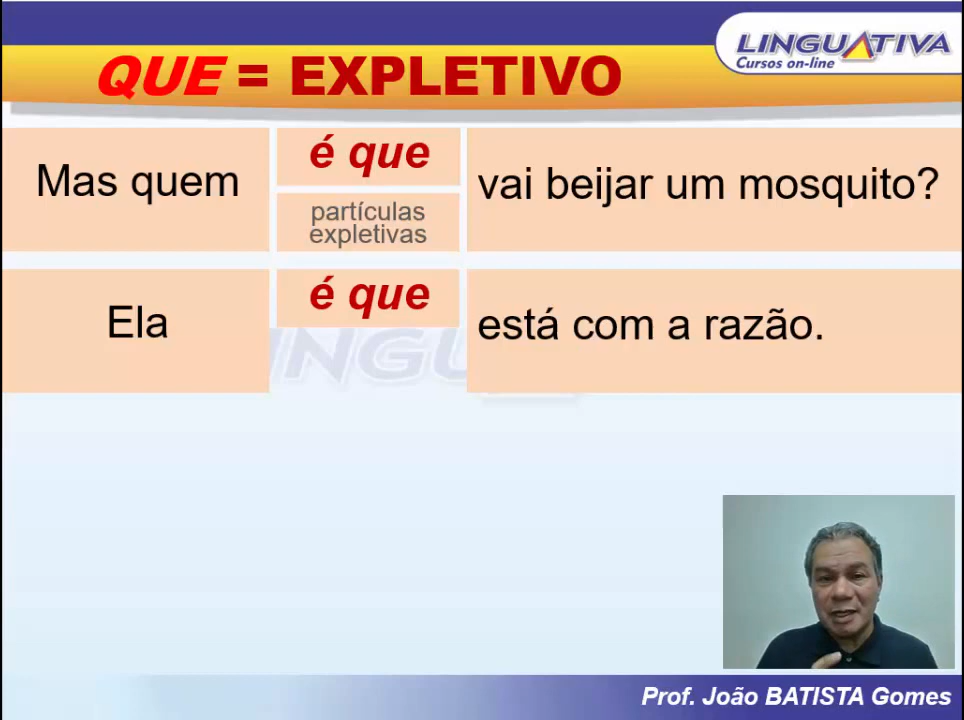 LINGUATIVA
Cursos on-line
QUE = EXPLETIVO
Mas quem
é que
partículas
expletivas
vai beijar um mosquito?
Ela
é que
está com a razão.
LINGU
Prof. João BATISTA Gomes